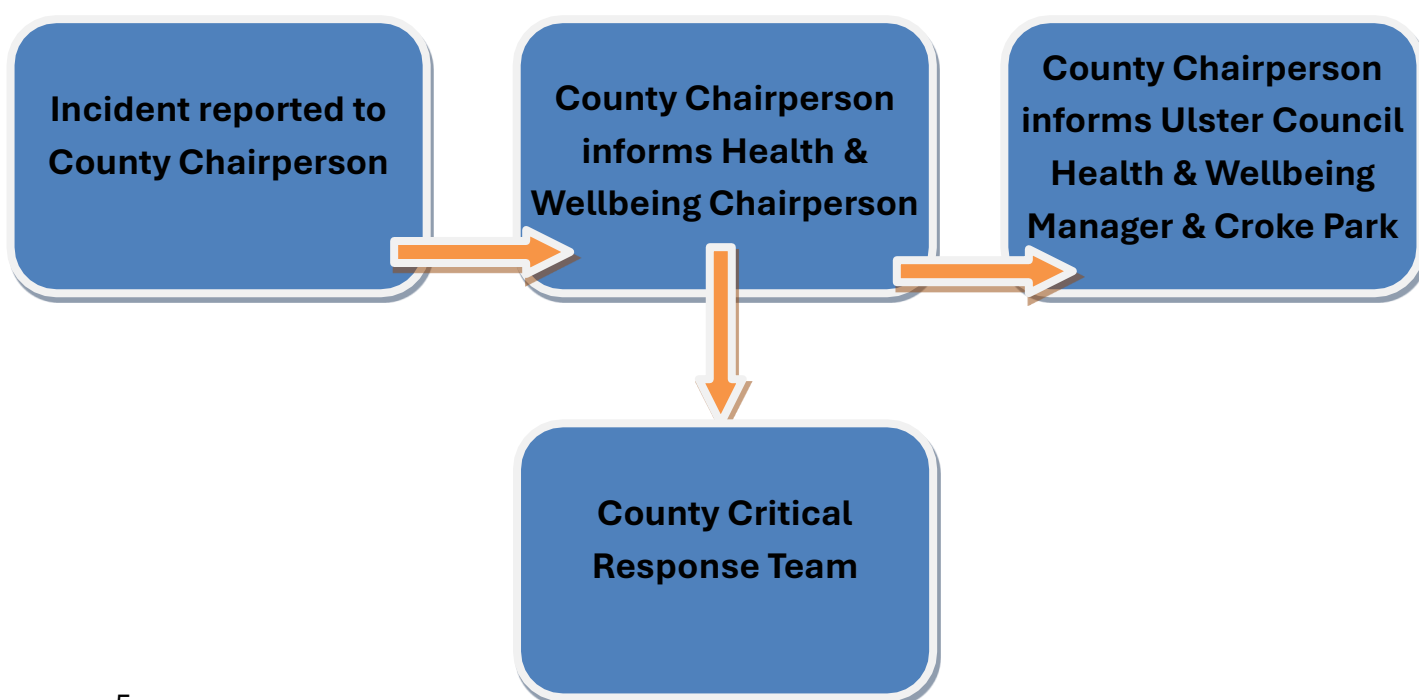 Incident reported to
County Chairperson
County Chairperson
informs Health &
Wellbeing Chairperson
County Chairperson
informs Ulster Council
Health & Wellbeing
Manager & Croke Park
County Critical
Response Team